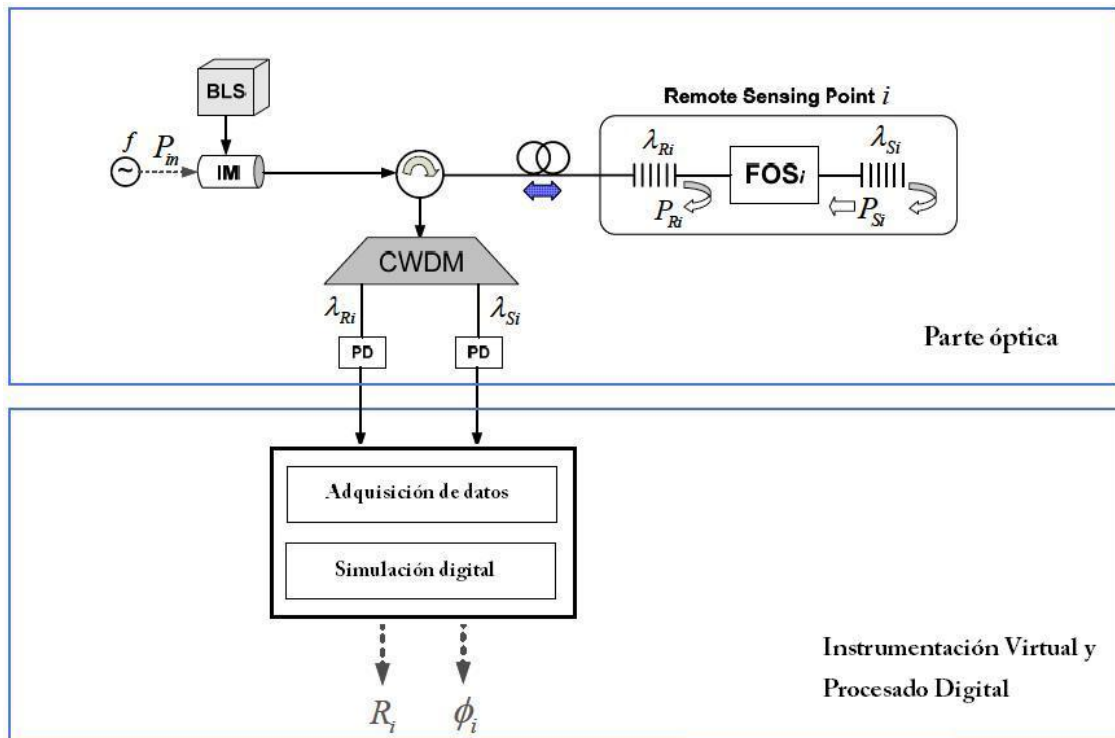 BLS
Remote Sensing Point i
f
P_in
~
IM
λ_Ri
FOS_i
λ_Si
P_Ri
P_Si
CWDM
λ_Ri
λ_Si
PD
PD
Parte óptica
Adquisición de datos
Simulación digital
Instrumentación Virtual y
Procesado Digital
R_i
ϕ_i